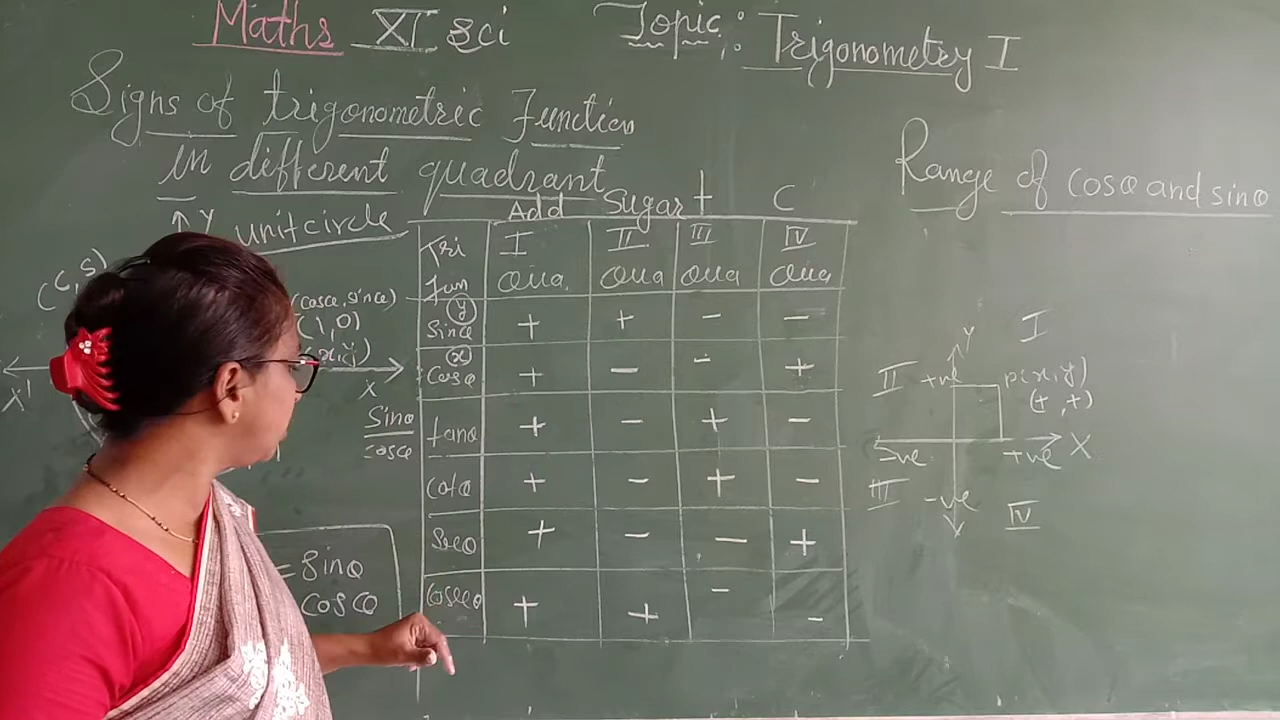 Maths XI sci Topic: Trigonometry I
Signs of trigonometric Function
in different quadrant
unit circle
Y
(C, S)
(cosθ, sinθ)
(1, 0)
x, y)
X' X
Sinθ
cosθ
= sinθ
cosθ
Add Sugar t C
Tri I II III IV
Fun Qua. Qua Qua Qua
y
Sinθ + + - -
x
Cosθ + - - +
tanθ + - + -
Cotθ + - + -
Secθ + - - +
Cosecθ + + - -
Range of cosθ and sinθ
Y I
II +ve P(x, y)
(+, +)
-ve +ve X
III -ve IV